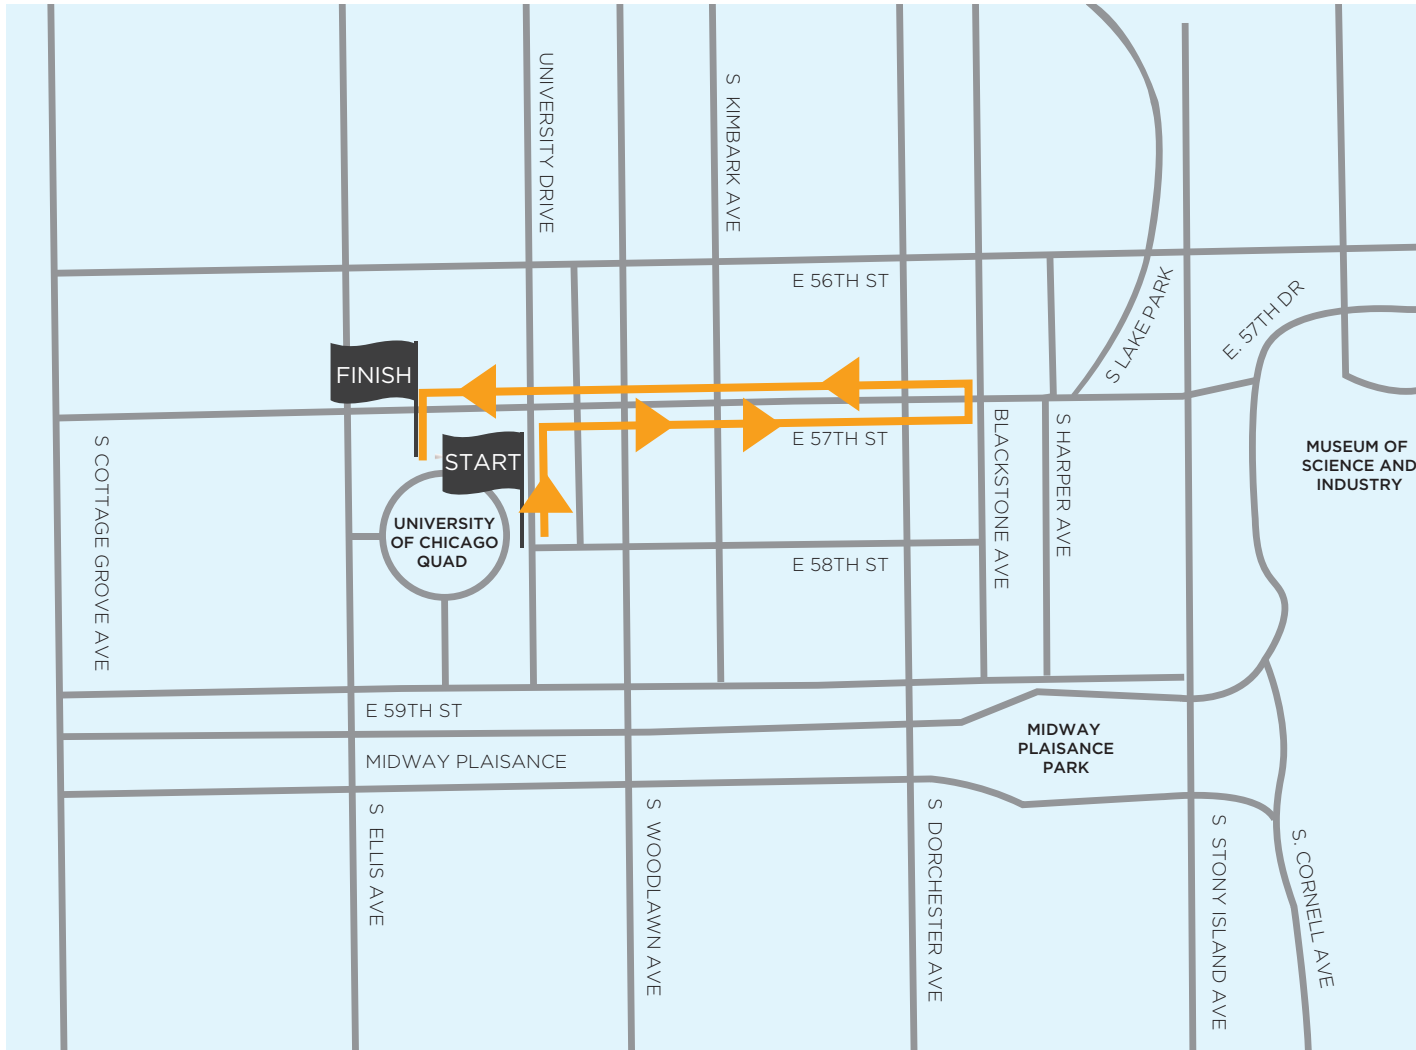 UNIVERSITY DRIVE
S KIMBARK AVE
E 56TH ST
S LAKE PARK
E. 57TH DR
FINISH
START
E 57TH ST
S COTTAGE GROVE AVE
UNIVERSITY
OF CHICAGO
QUAD
BLACKSTONE AVE
S HARPER AVE
MUSEUM OF
SCIENCE AND
INDUSTRY
E 58TH ST
E 59TH ST
MIDWAY PLAISANCE
MIDWAY
PLAISANCE
PARK
S ELLIS AVE
S WOODLAWN AVE
S DORCHESTER AVE
S STONY ISLAND AVE
S. CORNELL AVE